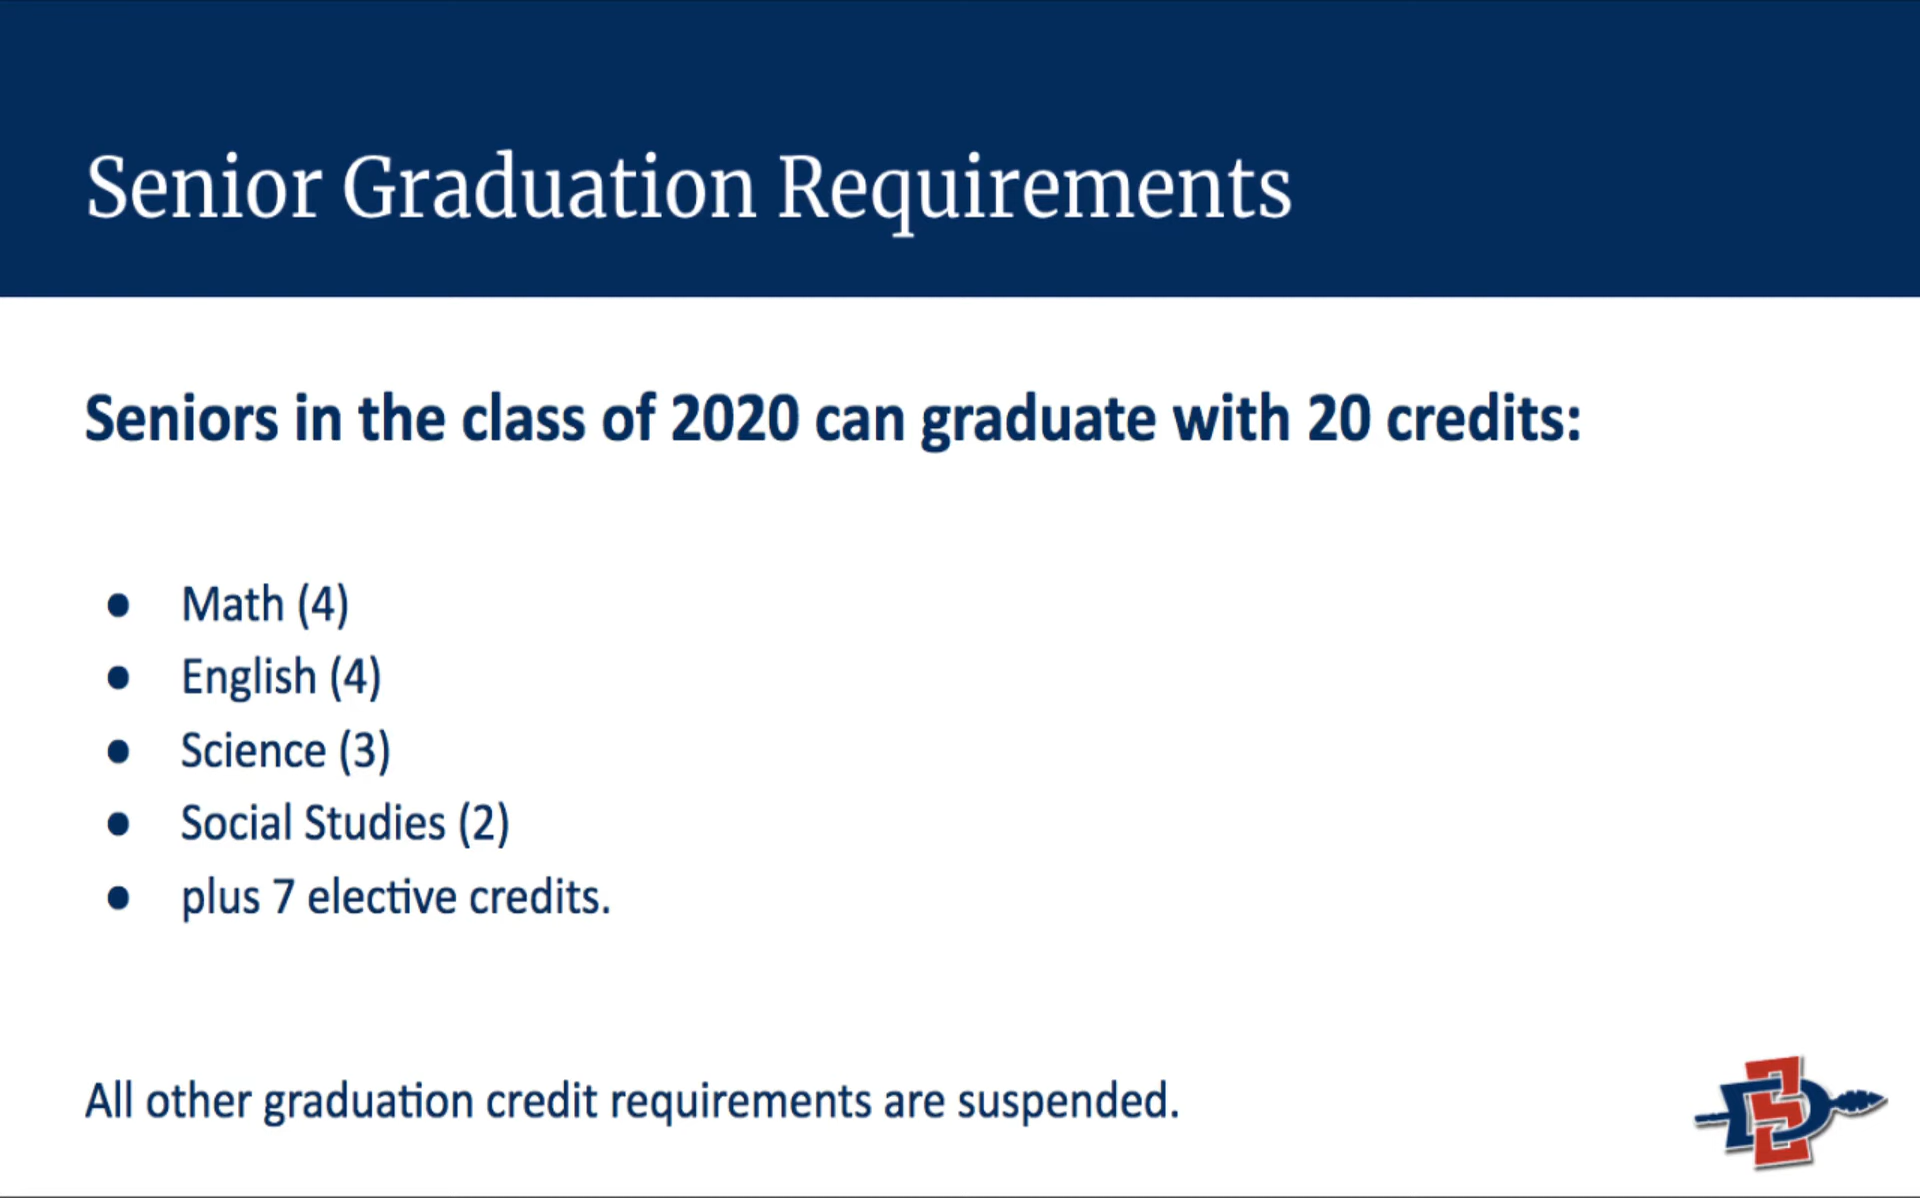 Senior Graduation Requirements
Seniors in the class of 2020 can graduate with 20 credits:
● Math (4)
● English (4)
● Science (3)
● Social Studies (2)
● plus 7 elective credits.
All other graduation credit requirements are suspended.
SD